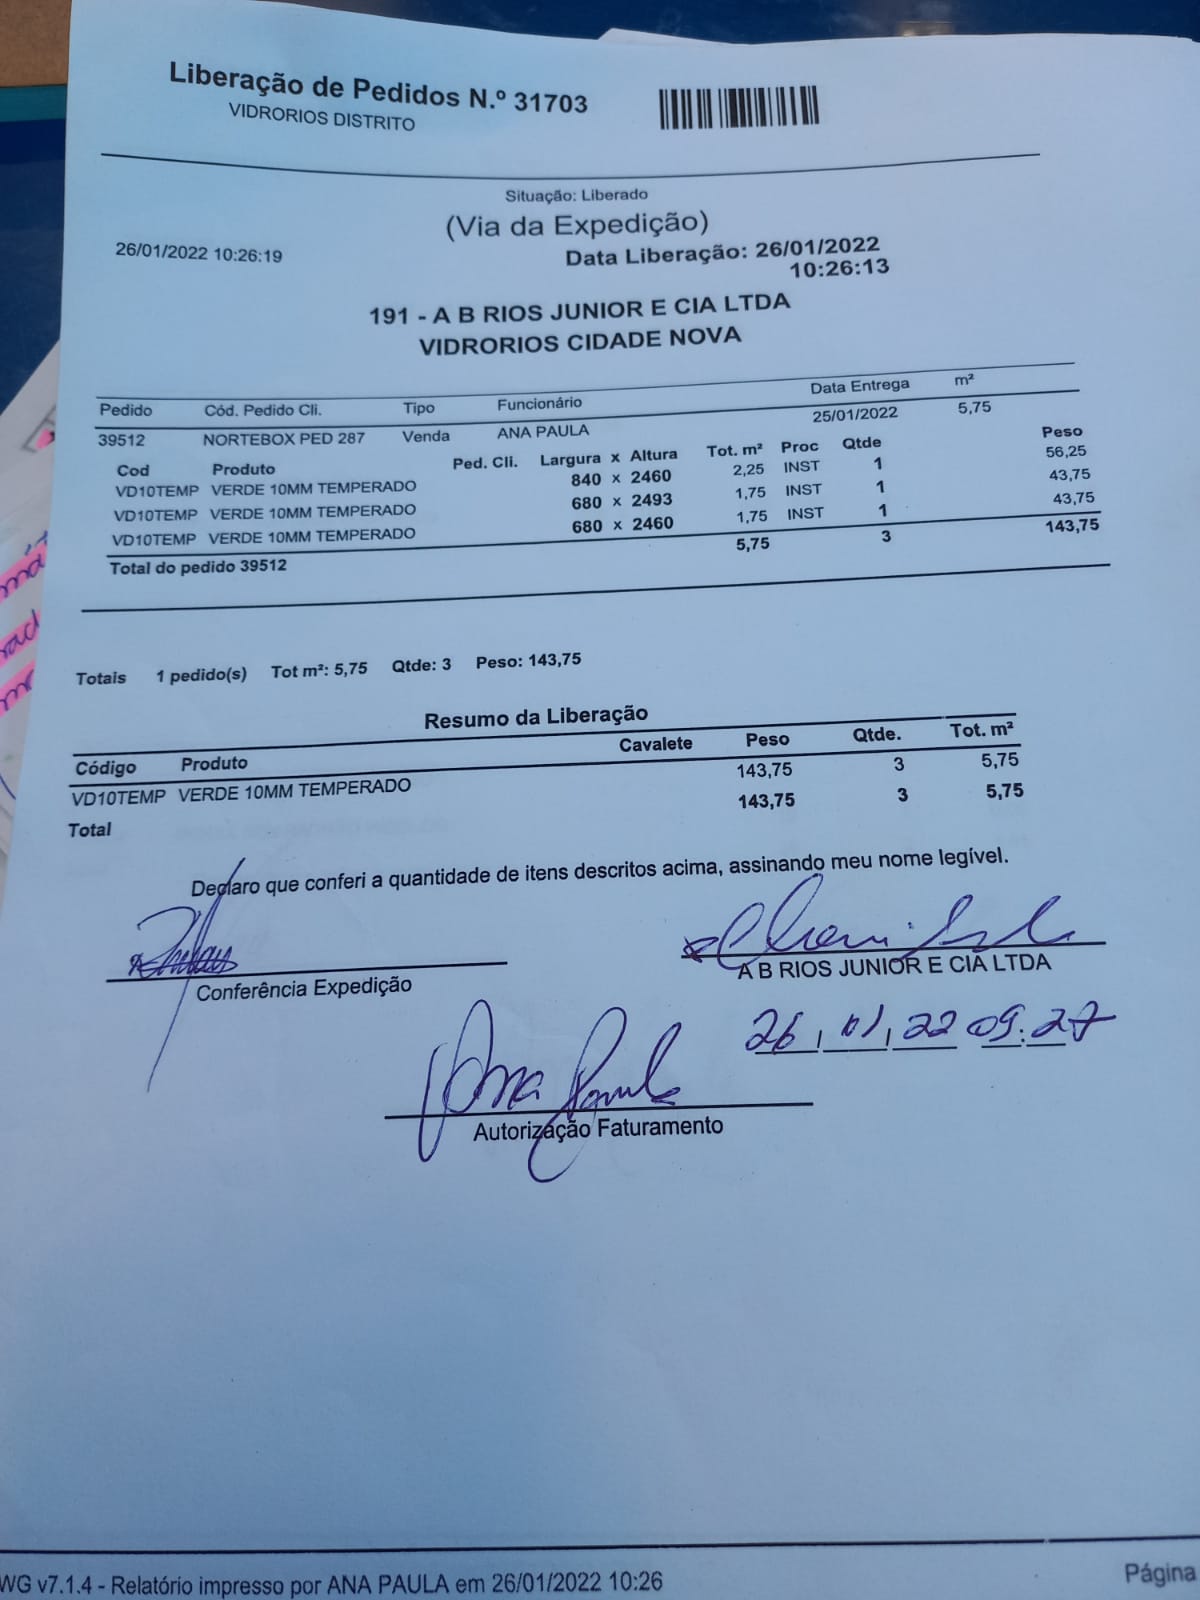 Liberação de Pedidos N.º 31703
VIDRORIOS DISTRITO
Situação: Liberado
(Via da Expedição)
26/01/2022 10:26:19
Data Liberação: 26/01/2022
10:26:13
191 - A B RIOS JUNIOR E CIA LTDA
VIDRORIOS CIDADE NOVA
Pedido Cód. Pedido Cli. Tipo Funcionário Data Entrega m²
39512 NORTEBOX PED 287 Venda ANA PAULA 25/01/2022 5,75
Cod Produto Ped. Cli. Largura x Altura Tot. m² Proc Qtde Peso
VD10TEMP VERDE 10MM TEMPERADO 840 x 2460 2,25 INST 1 56,25
VD10TEMP VERDE 10MM TEMPERADO 680 x 2493 1,75 INST 1 43,75
VD10TEMP VERDE 10MM TEMPERADO 680 x 2460 1,75 INST 1 43,75
Total do pedido 39512 5,75 3 143,75
Totais 1 pedido(s) Tot m²: 5,75 Qtde: 3 Peso: 143,75
Resumo da Liberação
Código Produto Cavalete Peso Qtde. Tot. m²
VD10TEMP VERDE 10MM TEMPERADO 143,75 3 5,75
Total 143,75 3 5,75
Declaro que conferi a quantidade de itens descritos acima, assinando meu nome legível.
Conferência Expedição
A B RIOS JUNIOR E CIA LTDA
26/01/22 09:27
Ana Paula
Autorização Faturamento
WG v7.1.4 - Relatório impresso por ANA PAULA em 26/01/2022 10:26
Página